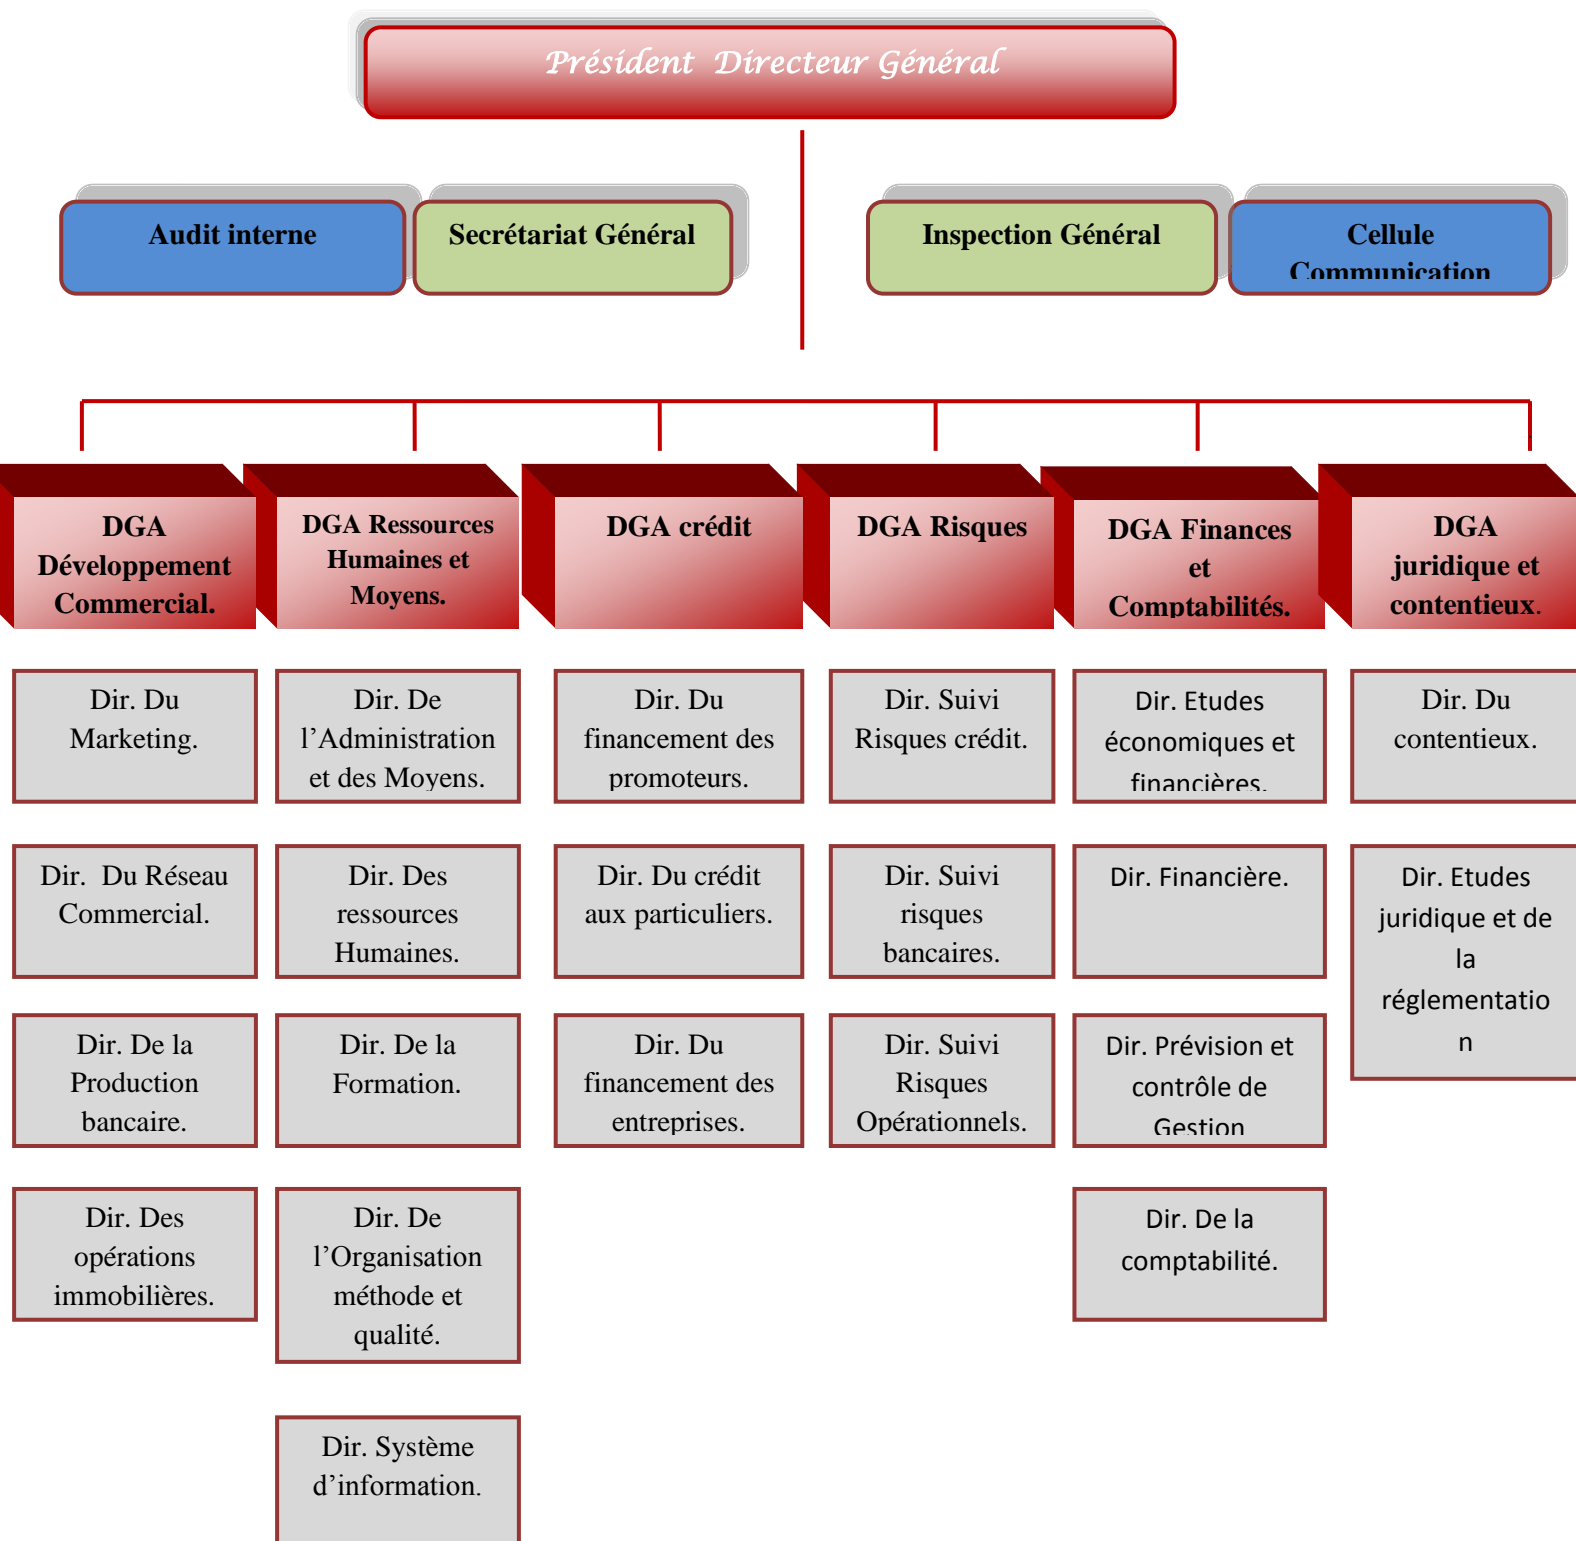 Président Directeur Général
Audit interne
Secrétariat Général
Inspection Général
Cellule
Communication
DGA
Développement
Commercial.
DGA Ressources
Humaines et
Moyens.
DGA crédit
DGA Risques
DGA Finances
et
Comptabilités.
DGA
juridique et
contentieux.
Dir. Du
Marketing.
Dir. De
l’Administration
et des Moyens.
Dir. Du
financement des
promoteurs.
Dir. Suivi
Risques crédit.
Dir. Etudes
économiques et
financières.
Dir. Du
contentieux.
Dir. Du Réseau
Commercial.
Dir. Des
ressources
Humaines.
Dir. Du crédit
aux particuliers.
Dir. Suivi
risques
bancaires.
Dir. Financière.
Dir. Etudes
juridique et de
la
réglementatio
n
Dir. De la
Production
bancaire.
Dir. De la
Formation.
Dir. Du
financement des
entreprises.
Dir. Suivi
Risques
Opérationnels.
Dir. Prévision et
contrôle de
Gestion
Dir. Des
opérations
immobilières.
Dir. De
l’Organisation
méthode et
qualité.
Dir. De la
comptabilité.
Dir. Système
d’information.